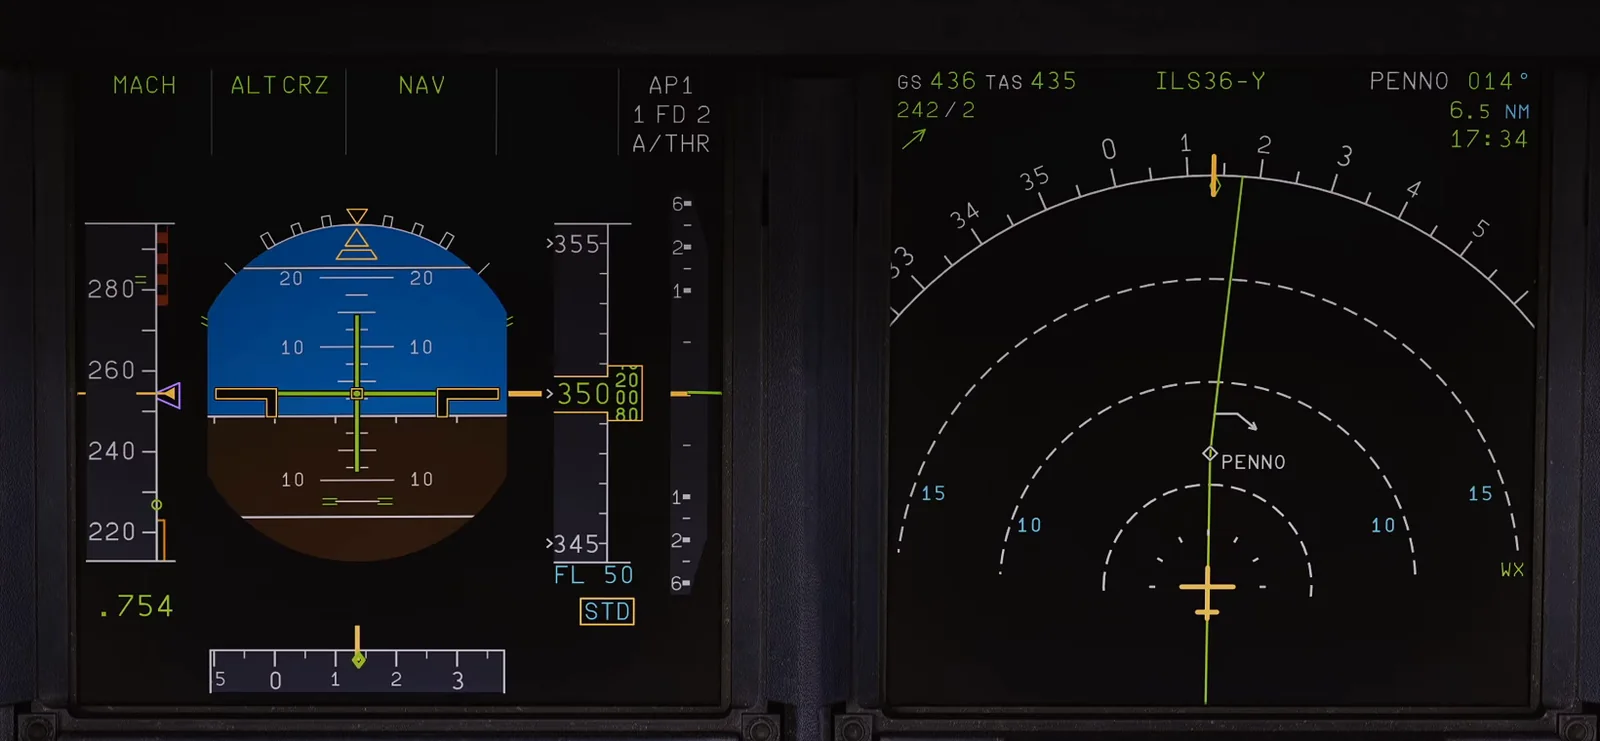 MACH ALT CRZ NAV AP1
1 FD 2
A/THR
280
260
240
220
.754
20 20
10 10
10 10
355
350
20
00
80
345
FL 50
STD
6
2
1
1
2
6
5 0 1 2 3
GS 436 TAS 435 ILS36-Y PENNO 014°
242/2 6.5 NM
17:34
33 34 35 0 1 2 3 4 5
PENNO
15 15
10 10
WX